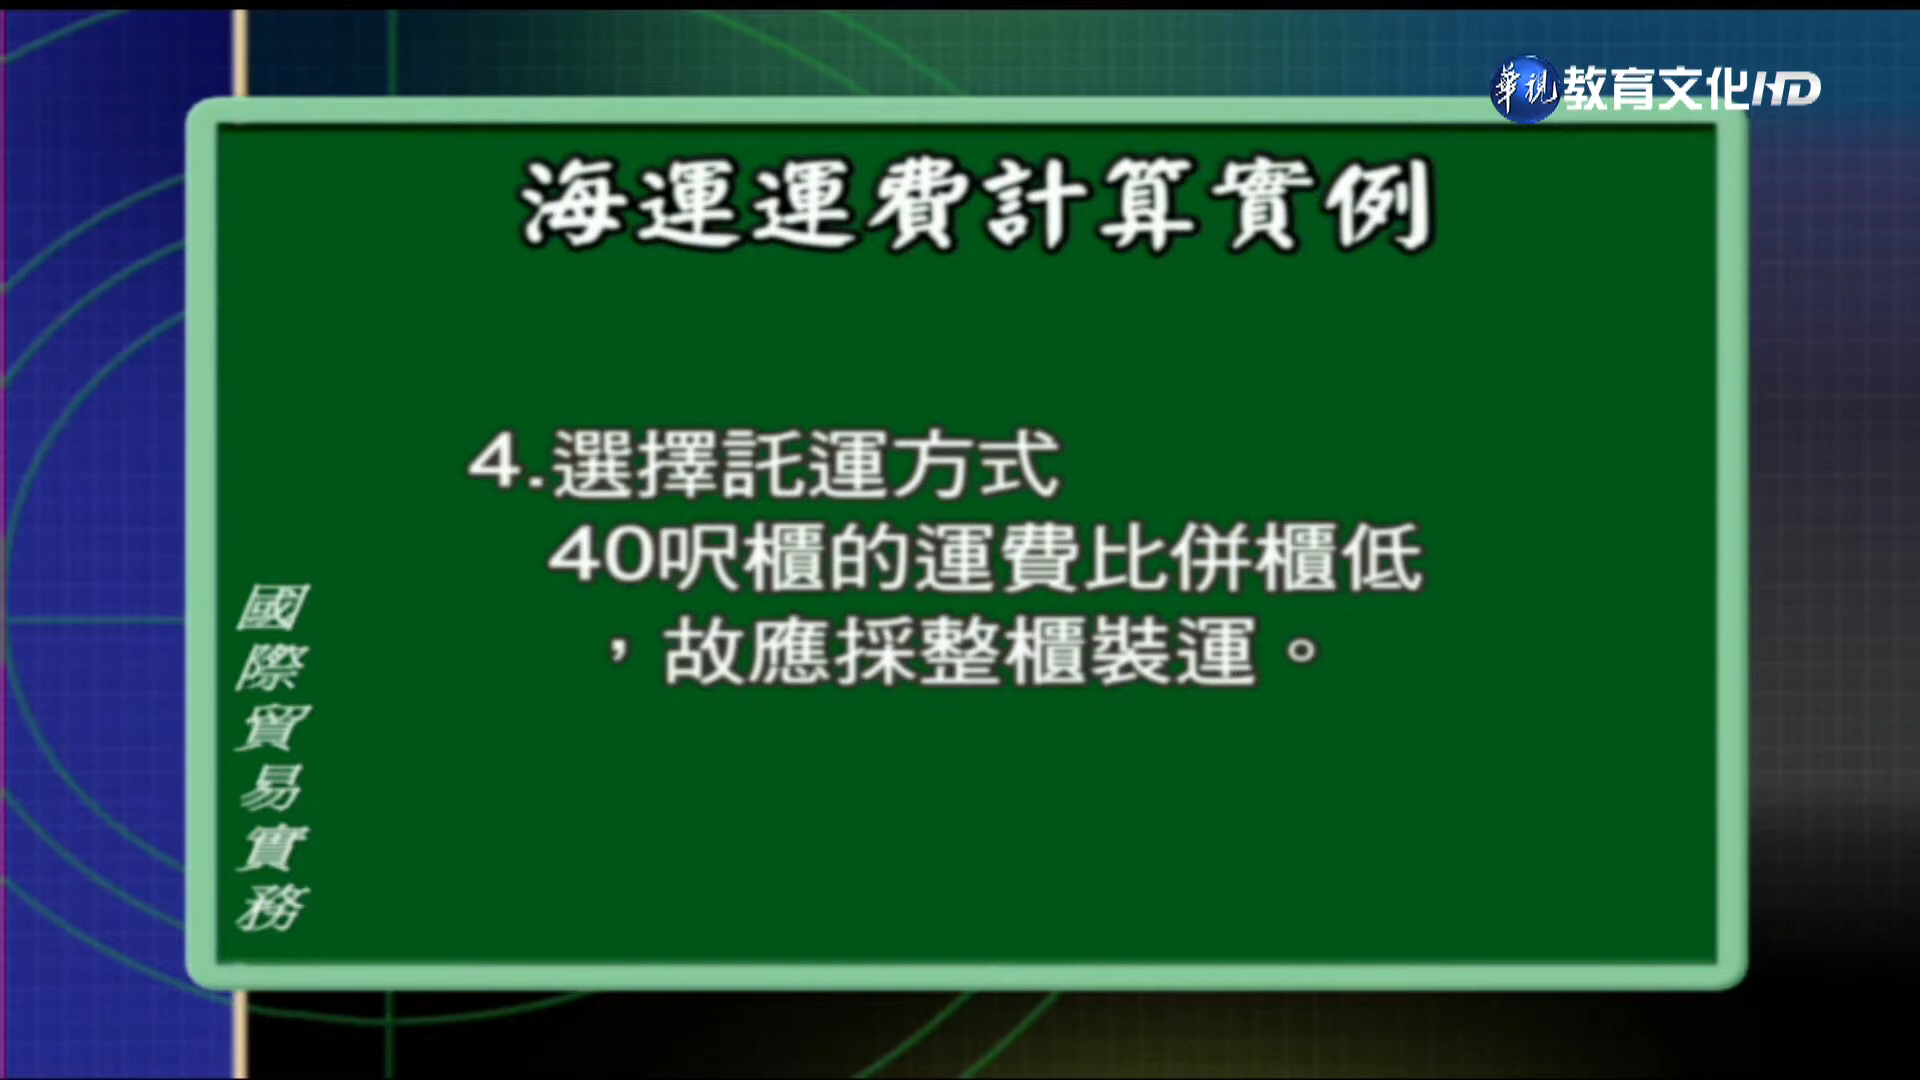 華視 教育文化HD
海運運費計算實例
4.選擇託運方式
40呎櫃的運費比併櫃低
，故應採整櫃裝運。
國際貿易實務